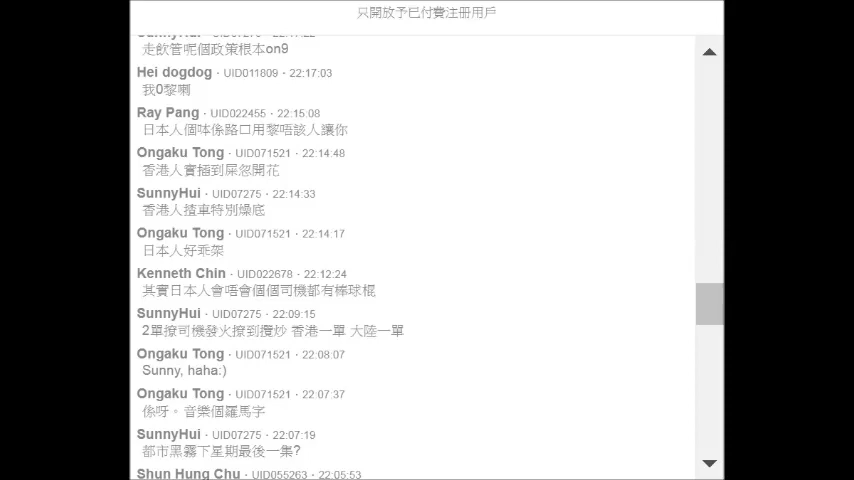 只開放予已付費注册用戶
SunnyHui · UID07275 · 22:17:22
走飲管呢個政策根本on9
Hei dogdog · UID011809 · 22:17:03
我0黎喇
Ray Pang · UID022455 · 22:15:08
日本人個呔係路口用黎唔該人讓你
Ongaku Tong · UID071521 · 22:14:48
香港人實插到屎忽開花
SunnyHui · UID07275 · 22:14:33
香港人揸車特別燥底
Ongaku Tong · UID071521 · 22:14:17
日本人好乖架
Kenneth Chin · UID022678 · 22:12:24
其實日本人會唔會個個司機都有棒球棍
SunnyHui · UID07275 · 22:09:15
2單撩司機發火撩到攬炒 香港一單 大陸一單
Ongaku Tong · UID071521 · 22:08:07
Sunny, haha:)
Ongaku Tong · UID071521 · 22:07:37
係呀。音樂個羅馬字
SunnyHui · UID07275 · 22:07:19
都市黑霧下星期最後一集?
Shun Hung Chu · UID055263 · 22:05:53